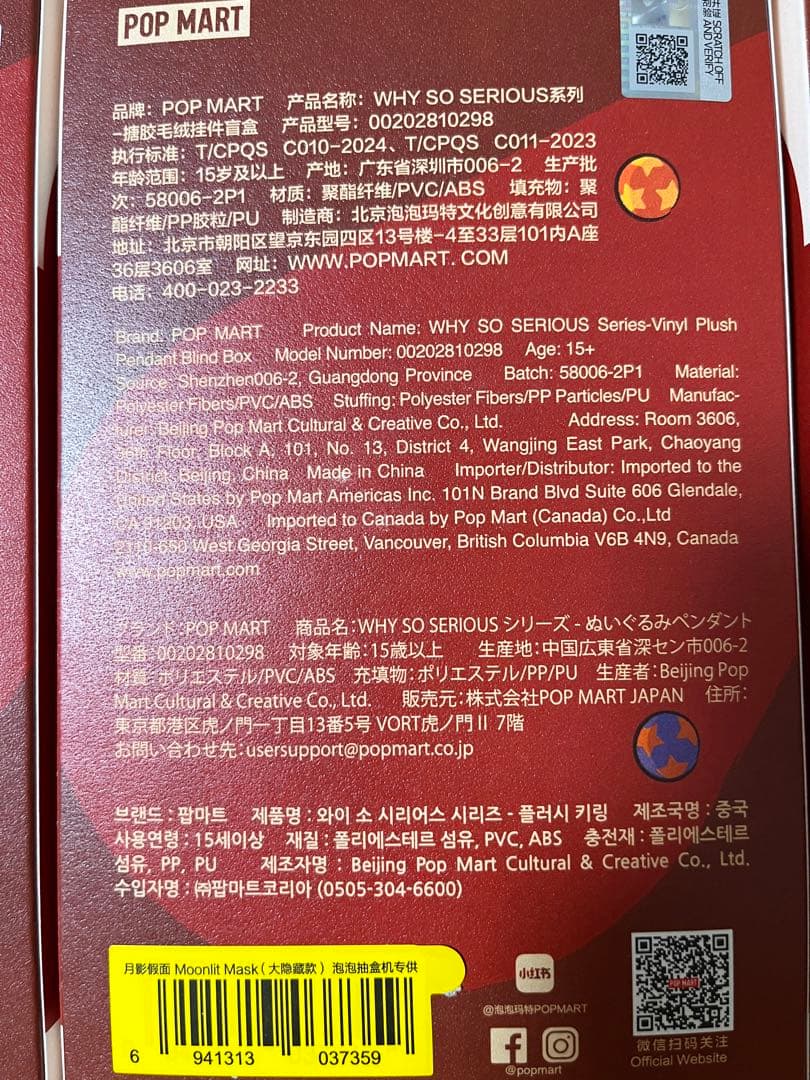 POP MART
升证 SCRATCH OFF
刮验 AND VERIFY
品牌：POP MART 产品名称：WHY SO SERIOUS系列
-搪胶毛绒挂件盲盒 产品型号：00202810298
执行标准：T/CPQS C010-2024、T/CPQS C011-2023
年龄范围：15岁及以上 产地：广东省深圳市006-2 生产批
次：58006-2P1 材质：聚酯纤维/PVC/ABS 填充物：聚
酯纤维/PP胶粒/PU 制造商：北京泡泡玛特文化创意有限公司
地址：北京市朝阳区望京东园四区13号楼-4至33层101内A座
36层3606室 网址：WWW.POPMART.COM
电话：400-023-2233
Brand: POP MART Product Name: WHY SO SERIOUS Series-Vinyl Plush
Pendant Blind Box Model Number: 00202810298 Age: 15+
Source: Shenzhen006-2, Guangdong Province Batch: 58006-2P1 Material:
Polyester Fibers/PVC/ABS Stuffing: Polyester Fibers/PP Particles/PU Manufac-
turer: Beijing Pop Mart Cultural & Creative Co., Ltd. Address: Room 3606,
36th Floor, Block A, 101, No. 13, District 4, Wangjing East Park, Chaoyang
District, Beijing, China Made in China Importer/Distributor: Imported to the
United States by Pop Mart Americas Inc. 101N Brand Blvd Suite 606 Glendale,
CA 91203, USA Imported to Canada by Pop Mart (Canada) Co.,Ltd
2110-650 West Georgia Street, Vancouver, British Columbia V6B 4N9, Canada
www.popmart.com
ブランド：POP MART 商品名：WHY SO SERIOUS シリーズ - ぬいぐるみペンダント
型番：00202810298 対象年齢：15歳以上 生産地：中国広東省深セン市006-2
材質：ポリエステル/PVC/ABS 充填物：ポリエステル/PP/PU 生産者：Beijing Pop
Mart Cultural & Creative Co., Ltd. 販売元：株式会社POP MART JAPAN 住所：
東京都港区虎ノ門一丁目13番5号 VORT虎ノ門Ⅱ 7階
お問い合わせ先：usersupport@popmart.co.jp
브랜드 : 팝마트 제품명 : 와이 소 시리어스 시리즈 - 플러시 키링 제조국명 : 중국
사용연령 : 15세이상 재질 : 폴리에스테르 섬유, PVC, ABS 충전재 : 폴리에스테르
섬유, PP, PU 제조자명 : Beijing Pop Mart Cultural & Creative Co., Ltd.
수입자명 : ㈜팝마트코리아 (0505-304-6600)
月影假面 Moonlit Mask（大隐藏款）泡泡抽盒机专供
6 941313 037359
小红书
@泡泡玛特POPMART
@popmart
POP MART
微信扫码关注
Official Website